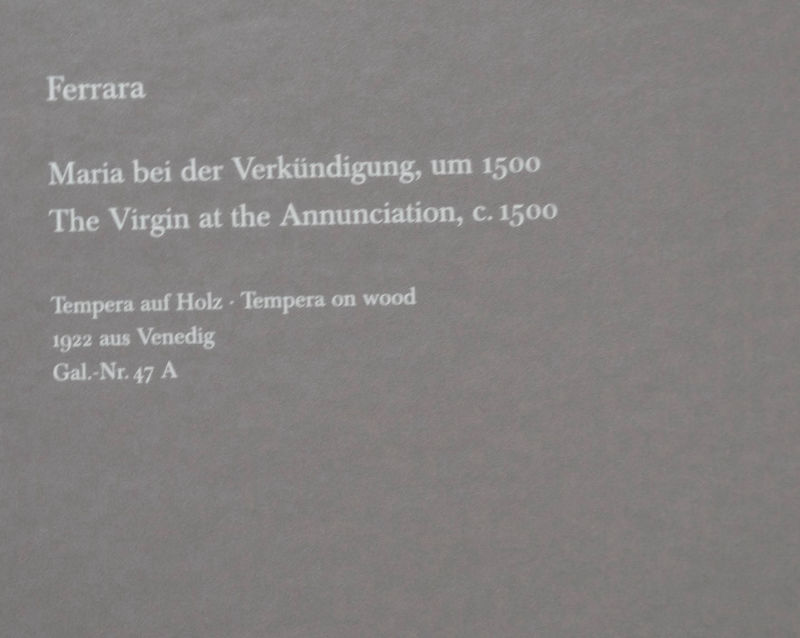 Ferrara
Maria bei der Verkündigung, um 1500
The Virgin at the Annunciation, c. 1500
Tempera auf Holz · Tempera on wood
1922 aus Venedig
Gal.-Nr. 47 A